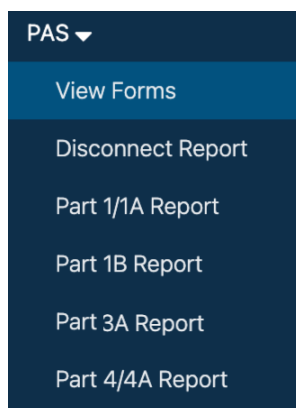 PAS
View Forms
Disconnect Report
Part 1/1A Report
Part 1B Report
Part 3A Report
Part 4/4A Report